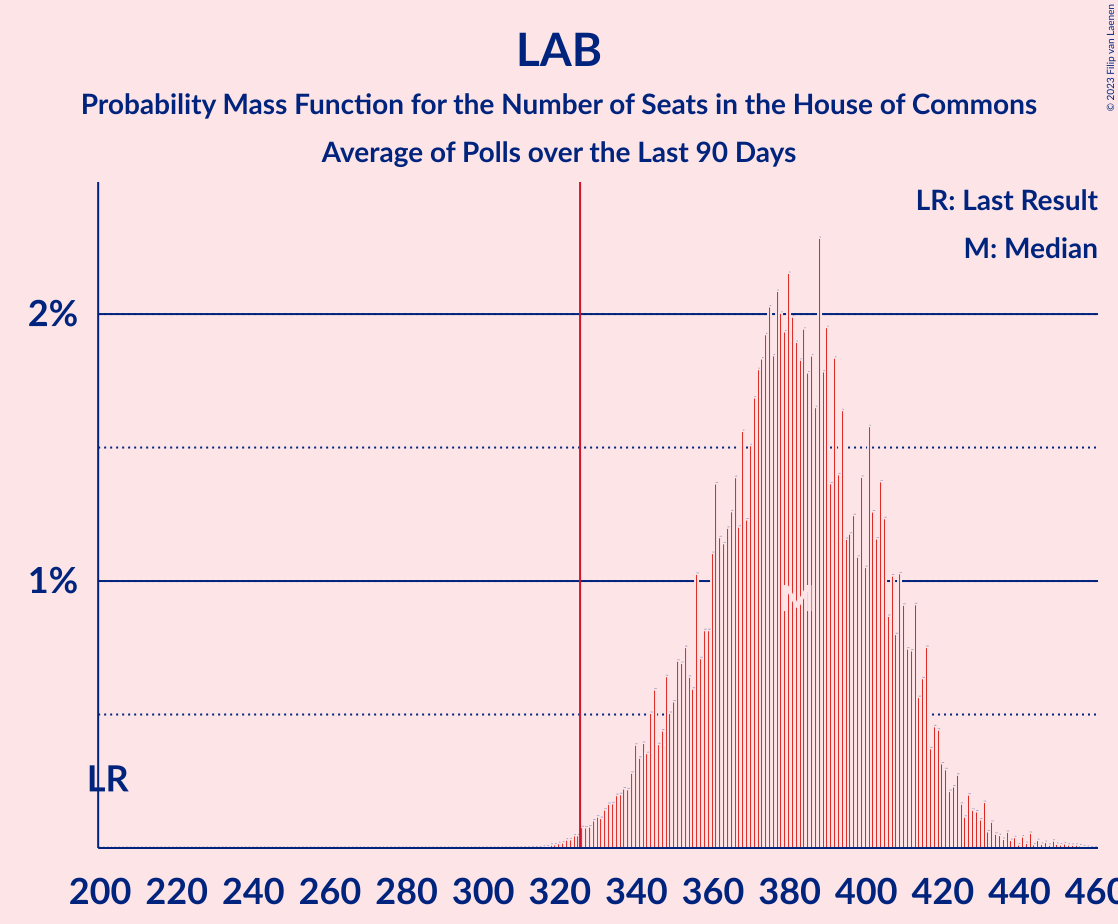 LAB
Probability Mass Function for the Number of Seats in the House of Commons
Average of Polls over the Last 90 Days
© 2023 Filip van Laenen
LR: Last Result
M: Median
2%
1%
M
LR
200 220 240 260 280 300 320 340 360 380 400 420 440 460